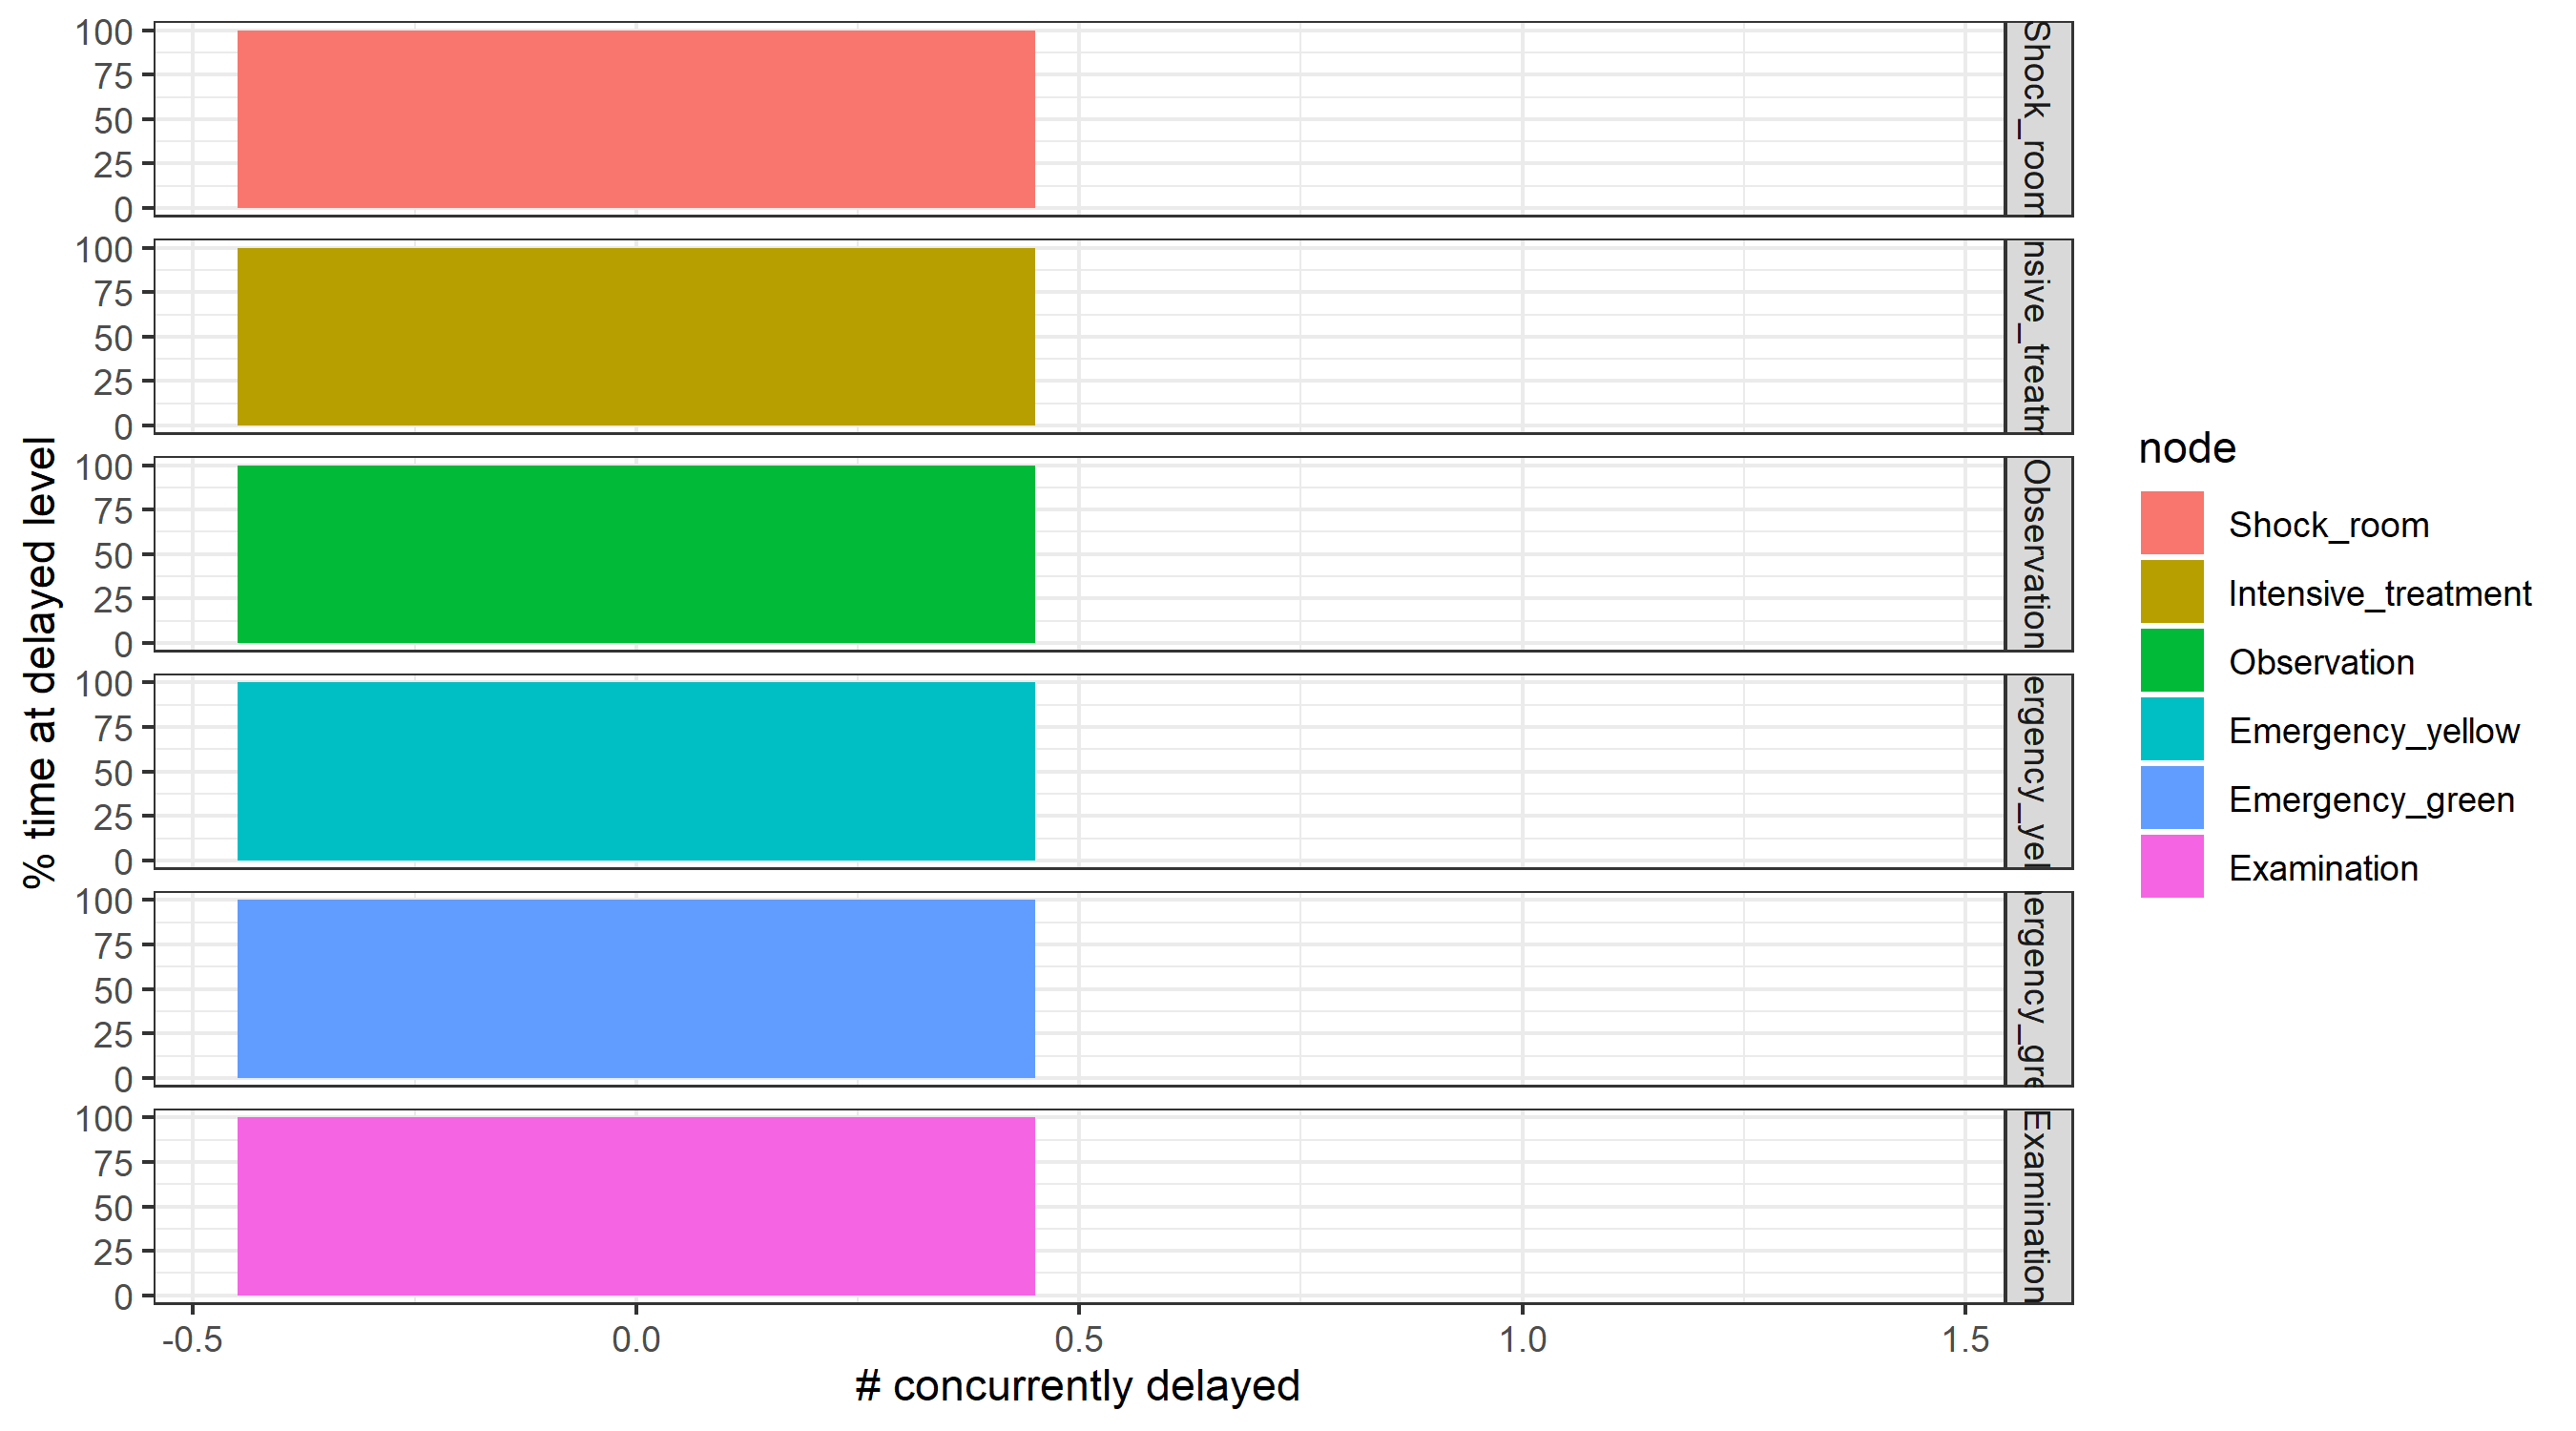 % time at delayed level
100
75
50
25
0
Shock_room
100
75
50
25
0
nsive_treatm
100
75
50
25
0
Observation
100
75
50
25
0
ergency_yel
100
75
50
25
0
ergency_gre
100
75
50
25
0
Examination
-0.5 0.0 0.5 1.0 1.5
# concurrently delayed
node
Shock_room
Intensive_treatment
Observation
Emergency_yellow
Emergency_green
Examination